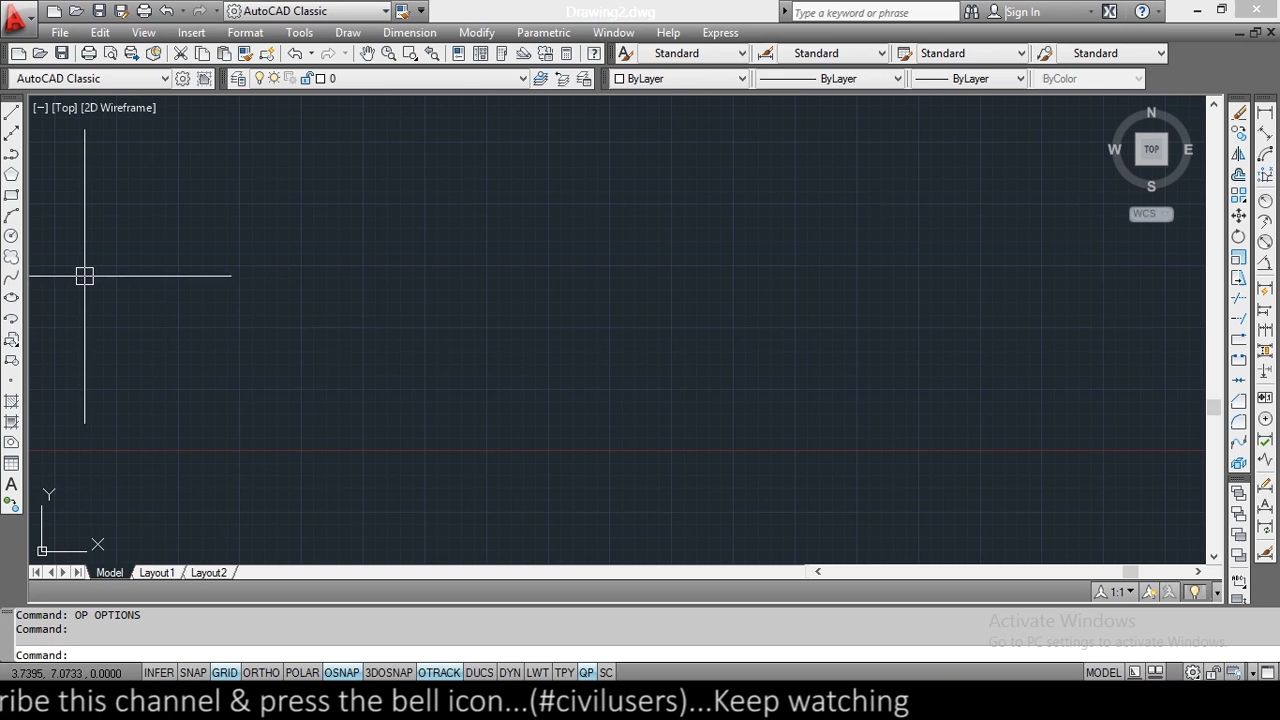 AutoCAD Classic
Drawing2.dwg
Type a keyword or phrase
Sign In
File Edit View Insert Format Tools Draw Dimension Modify Parametric Window Help Express
Standard Standard Standard Standard
AutoCAD Classic
0
ByLayer ByLayer ByLayer ByColor
[−] [Top] [2D Wireframe]
N
W TOP E
S
WCS
Y
X
A
A
Model Layout1 Layout2
1:1
Command: OP OPTIONS
Command:
Activate Windows
Go to PC settings to activate Windows.
Command:
3.7395, 7.0733, 0.0000 INFER SNAP GRID ORTHO POLAR OSNAP 3DOSNAP OTRACK DUCS DYN LWT TPY QP SC MODEL
ribe this channel & press the bell icon...(#civilusers)...Keep watching